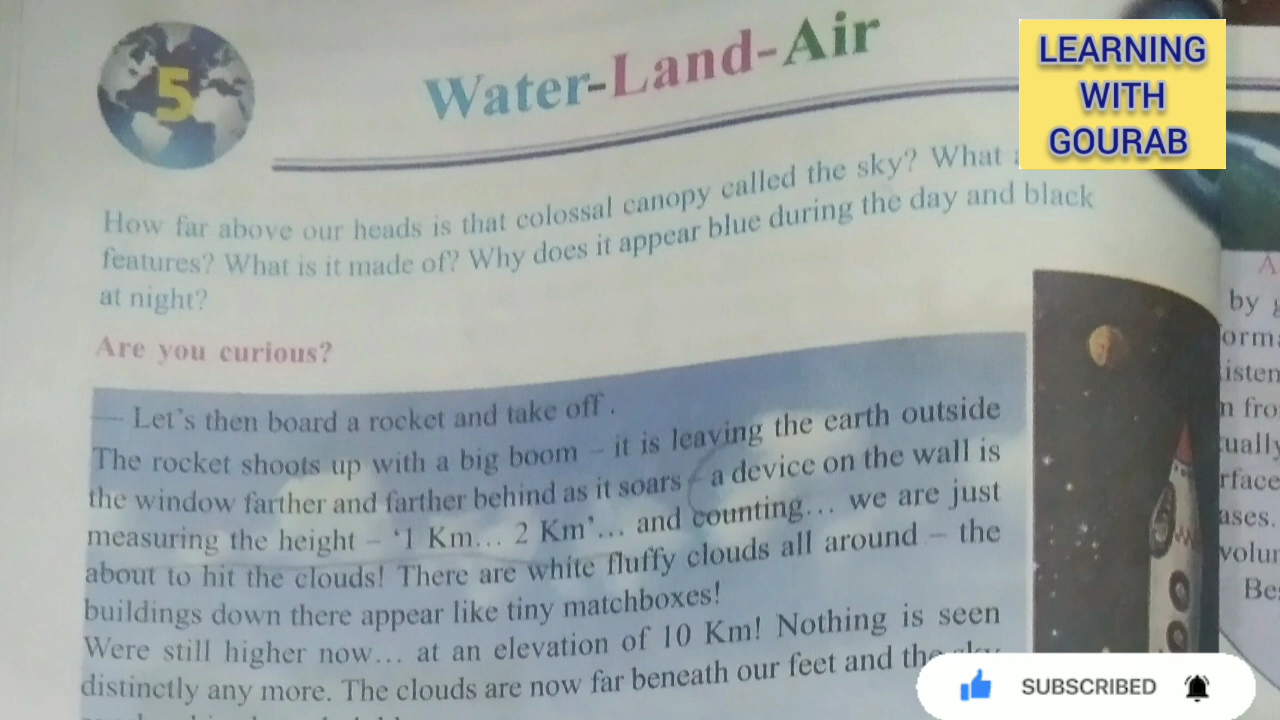 5
Water-Land-Air
LEARNING
WITH
GOURAB
How far above our heads is that colossal canopy called the sky? What
features? What is it made of? Why does it appear blue during the day and black
at night?
Are you curious?
— Let's then board a rocket and take off.
The rocket shoots up with a big boom – it is leaving the earth outside
the window farther and farther behind as it soars – a device on the wall is
measuring the height – '1 Km... 2 Km'... and counting... we are just
about to hit the clouds! There are white fluffy clouds all around – the
buildings down there appear like tiny matchboxes!
Were still higher now... at an elevation of 10 Km! Nothing is seen
distinctly any more. The clouds are now far beneath our feet and the sky
by
SUBSCRIBED